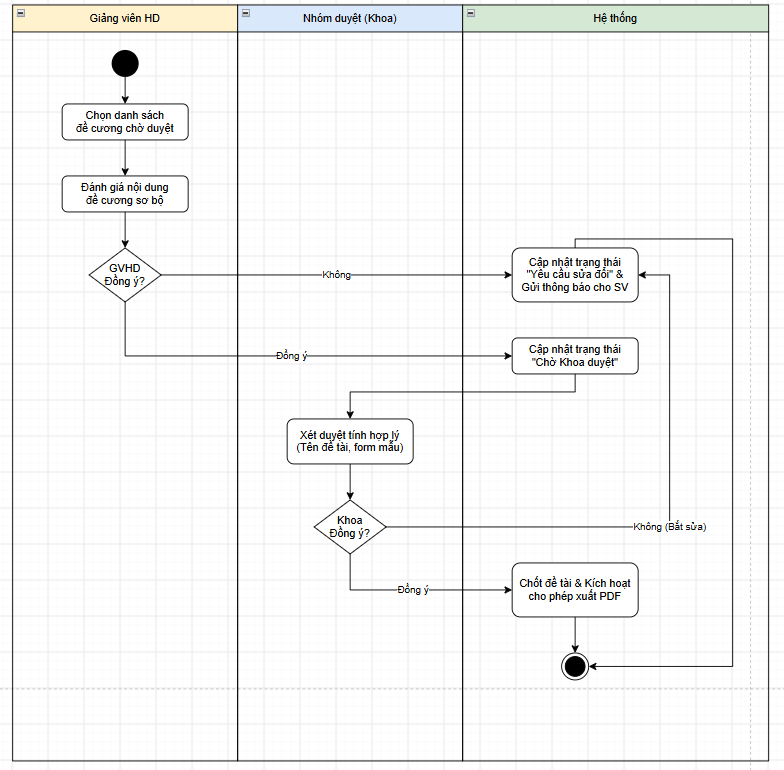 Giảng viên HD
Nhóm duyệt (Khoa)
Hệ thống
Chọn danh sách
đề cương chờ duyệt
Đánh giá nội dung
đề cương sơ bộ
GVHD
Đồng ý?
Không
Cập nhật trạng thái
"Yêu cầu sửa đổi" &
Gửi thông báo cho SV
Đồng ý
Cập nhật trạng thái
"Chờ Khoa duyệt"
Xét duyệt tính hợp lý
(Tên đề tài, form mẫu)
Khoa
Đồng ý?
Không (Bắt sửa)
Đồng ý
Chốt đề tài & Kích hoạt
cho phép xuất PDF